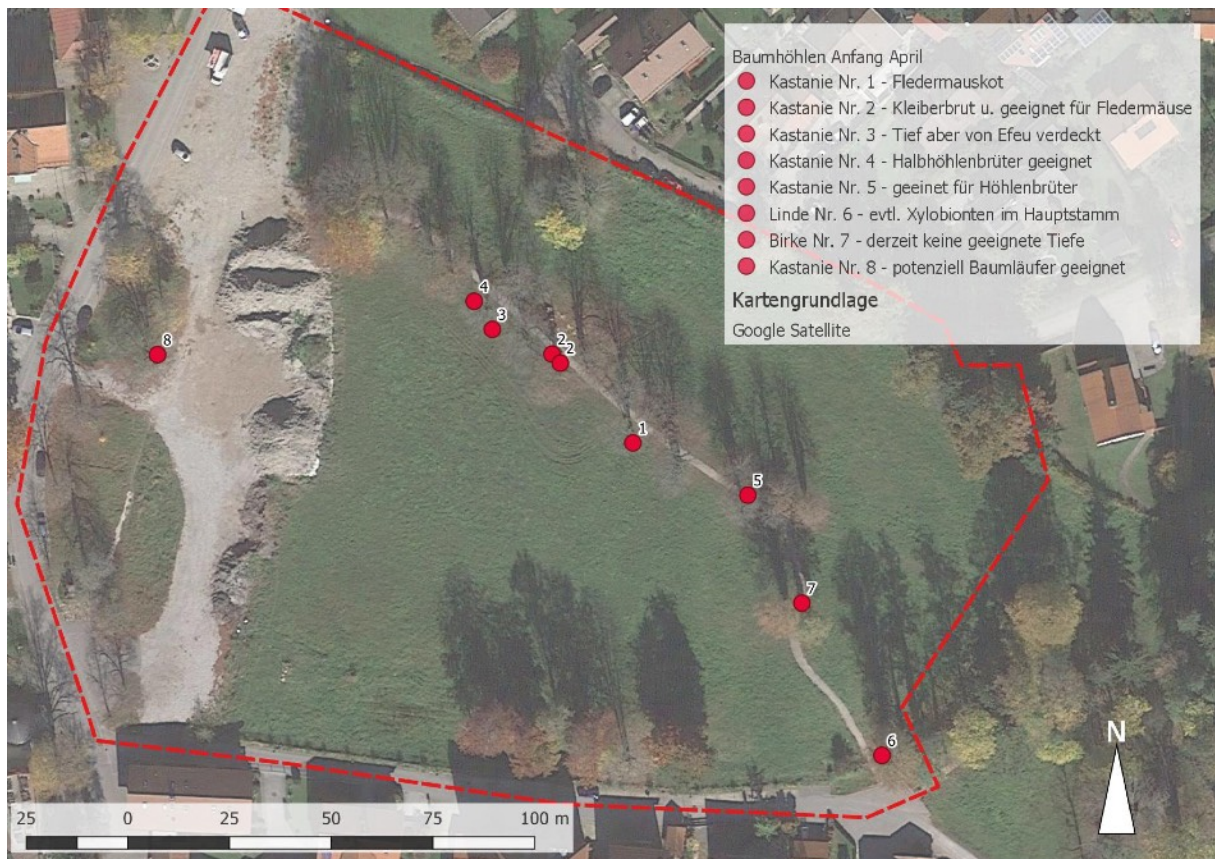 Baumhöhlen Anfang April
Kastanie Nr. 1 - Fledermauskot
Kastanie Nr. 2 - Kleiberbrut u. geeignet für Fledermäuse
Kastanie Nr. 3 - Tief aber von Efeu verdeckt
Kastanie Nr. 4 - Halbhöhlenbrüter geeignet
Kastanie Nr. 5 - geeinet für Höhlenbrüter
Linde Nr. 6 - evtl. Xylobionten im Hauptstamm
Birke Nr. 7 - derzeit keine geeignete Tiefe
Kastanie Nr. 8 - potenziell Baumläufer geeignet
Kartengrundlage
Google Satellite
4
3
2
2
8
1
5
7
6
N
25 0 25 50 75 100 m